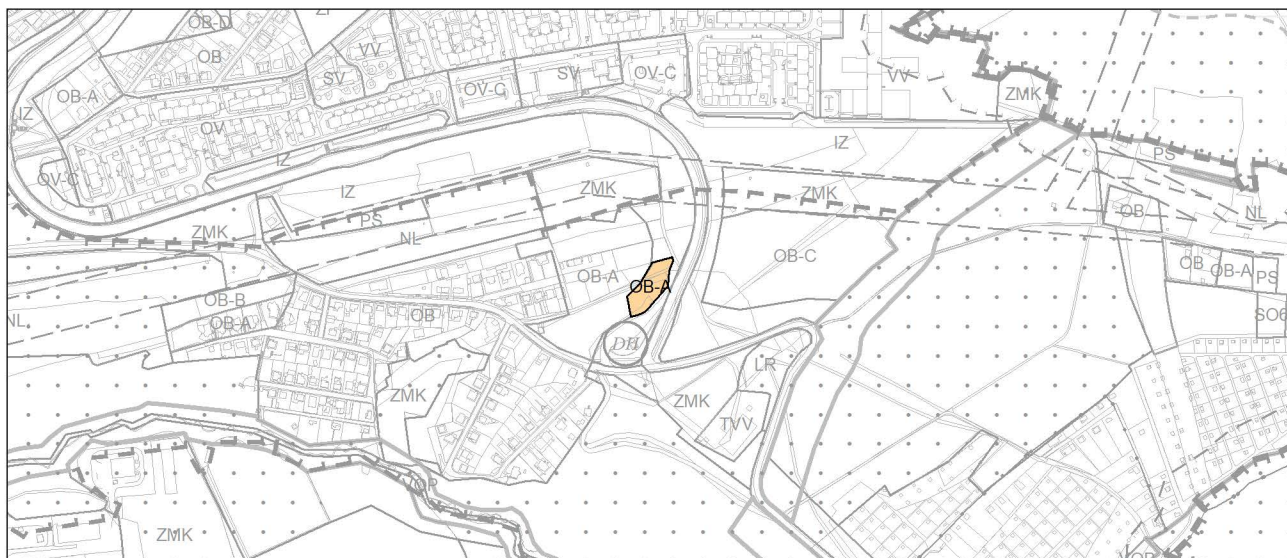 OB-D
OB
VV
SV
OB-A
IZ
OV-C
SV
OV-C
VV
ZMK
OV
IZ
IZ
OV-C
PS
ZMK
ZMK
IZ
OB
NL
PS
ZMK
NL
OB-A
OB-C
OB
OB-A
PS
OB-A
OB-B
SO6
NL
OB-A
OB
DH
LR
ZMK
ZMK
TVV
ZMK